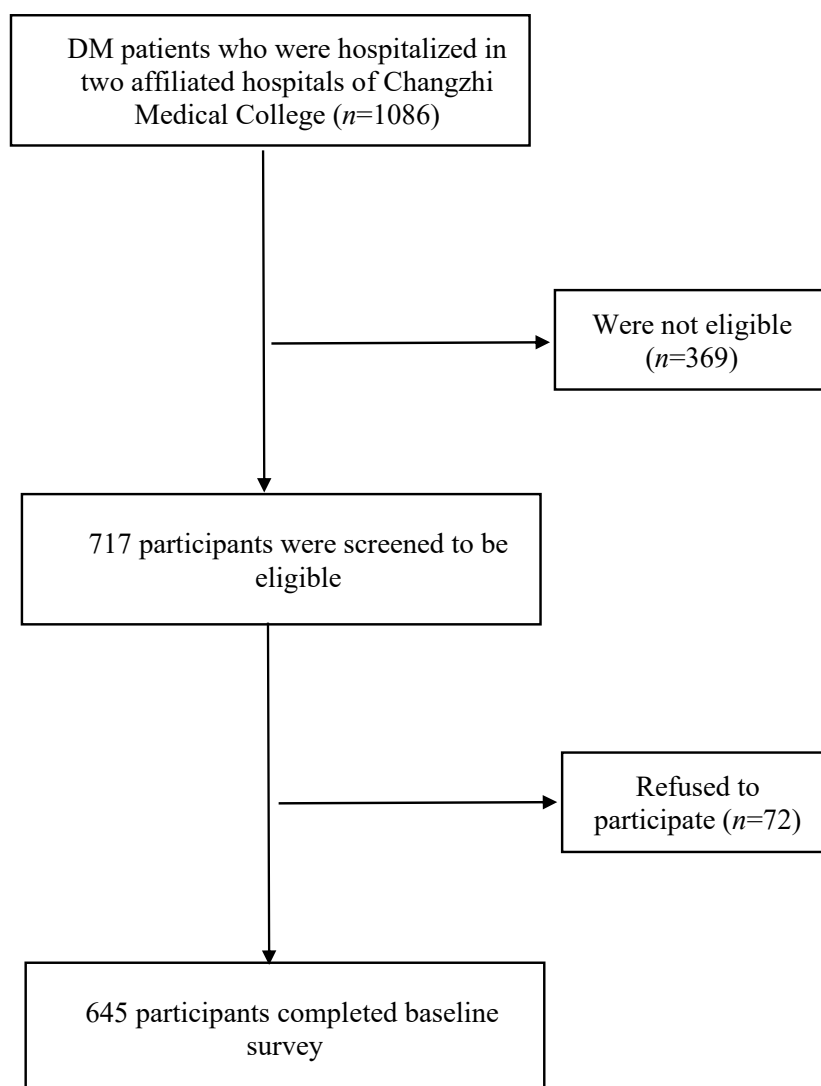 DM patients who were hospitalized in
two affiliated hospitals of Changzhi
Medical College (n=1086)
Were not eligible
(n=369)
717 participants were screened to be
eligible
Refused to
participate (n=72)
645 participants completed baseline
survey